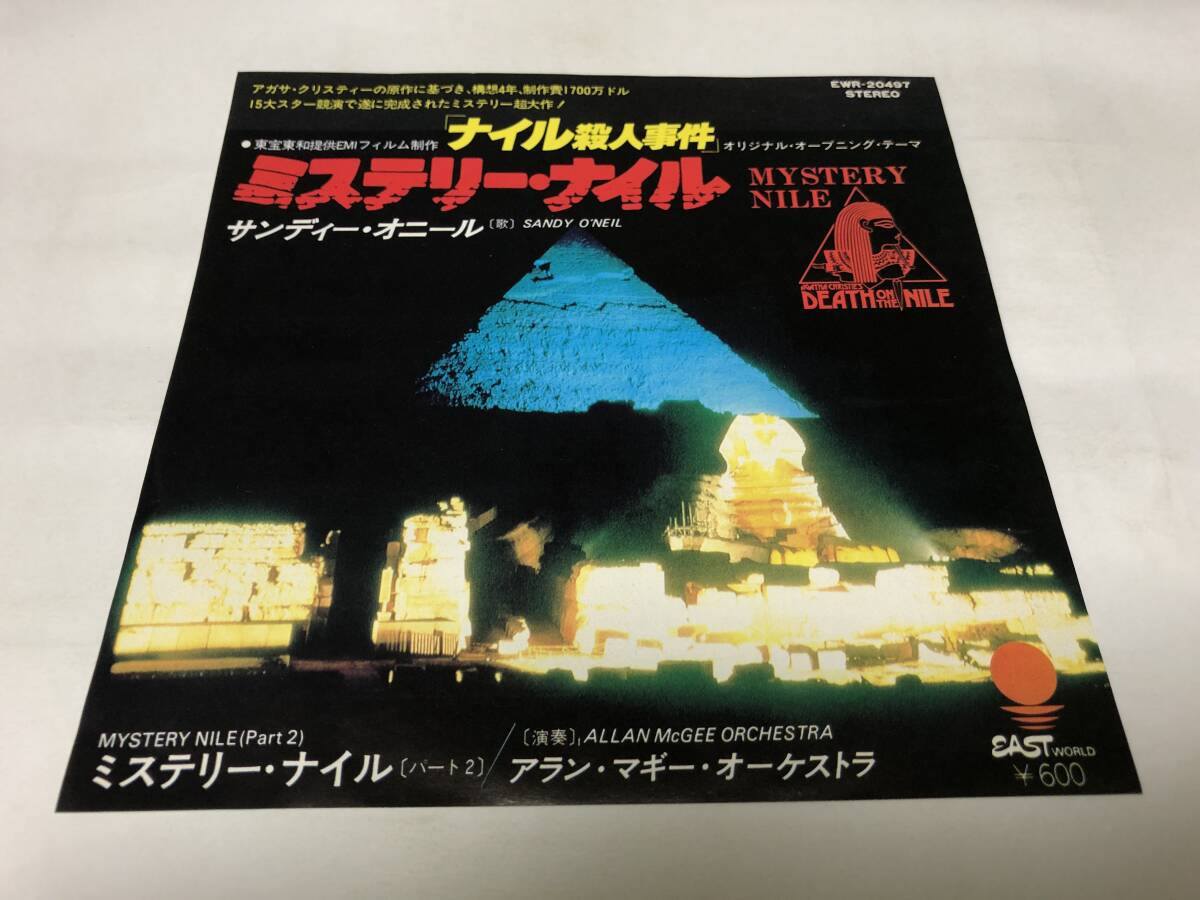 アガサ・クリスティーの原作に基づき、構想4年、制作費1700万ドル
15大スター競演で遂に完成されたミステリー超大作!
EWR-20497
STEREO
●東宝東和提供EMIフィルム制作「ナイル殺人事件」オリジナル・オープニング・テーマ
ミステリー・ナイル
MYSTERY
NILE
サンディー・オニール〔歌〕SANDY O'NEIL
AGATHA CHRISTIE'S
DEATH ON THE NILE
MYSTERY NILE (Part 2)
ミステリー・ナイル〔パート2〕
〔演奏〕ALLAN McGEE ORCHESTRA
アラン・マギー・オーケストラ
EAST WORLD
¥600